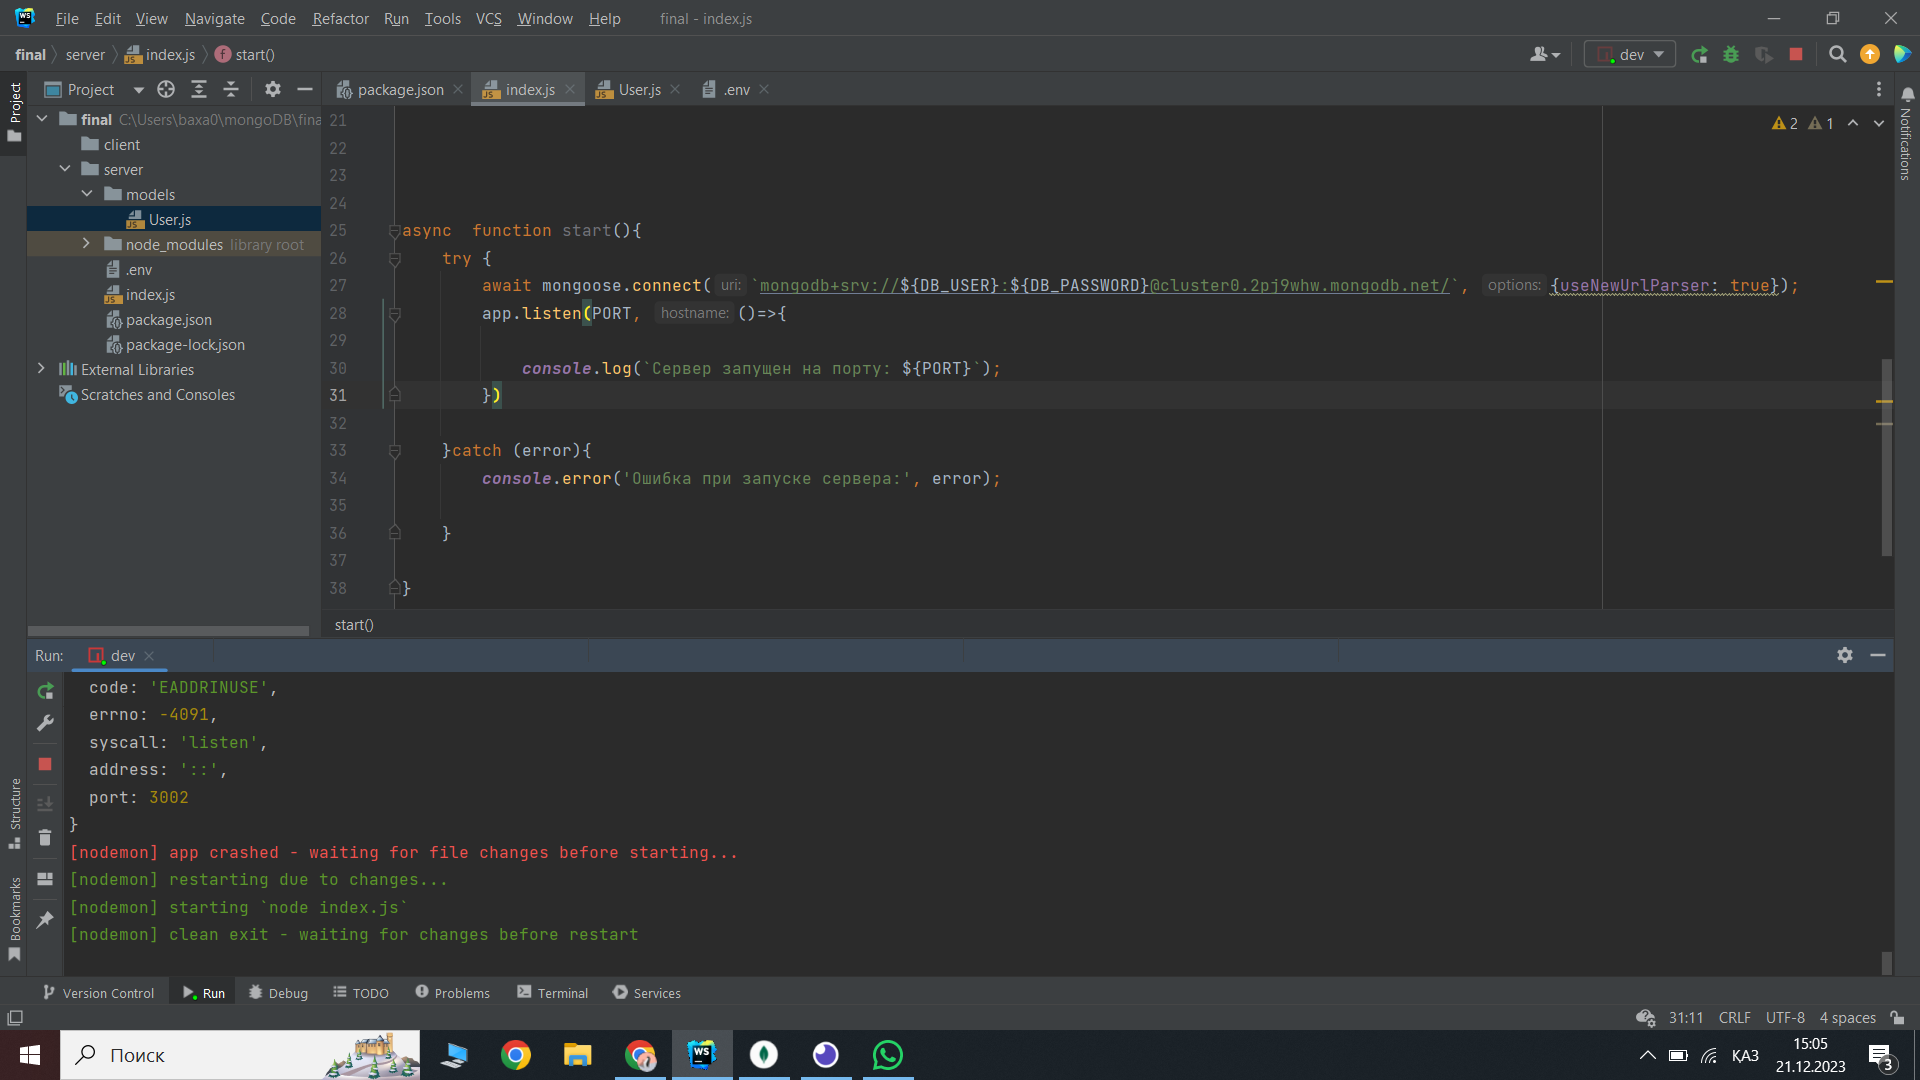 File Edit View Navigate Code Refactor Run Tools VCS Window Help final - index.js
final server index.js start()
dev
Project
package.json index.js User.js .env
Project
final C:\Users\baxa0\mongoDB\fina
client
server
models
User.js
node_modules library root
.env
index.js
package.json
package-lock.json
External Libraries
Scratches and Consoles
2 1
Notifications
21
22
23
24
25 async function start(){
26 try {
27 await mongoose.connect( uri: `mongodb+srv://${DB_USER}:${DB_PASSWORD}@cluster0.2pj9whw.mongodb.net/`, options: {useNewUrlParser: true});
28 app.listen(PORT, hostname: ()=>{
29
30 console.log(`Сервер запущен на порту: ${PORT}`);
31 })
32
33 }catch (error){
34 console.error('Ошибка при запуске сервера:', error);
35
36 }
37
38 }
start()
Run: dev
code: 'EADDRINUSE',
errno: -4091,
syscall: 'listen',
address: '::',
port: 3002
}
[nodemon] app crashed - waiting for file changes before starting...
[nodemon] restarting due to changes...
[nodemon] starting `node index.js`
[nodemon] clean exit - waiting for changes before restart
Structure
Bookmarks
Version Control Run Debug TODO Problems Terminal Services
31:11 CRLF UTF-8 4 spaces
Поиск
WS
ҚАЗ
15:05
21.12.2023
3